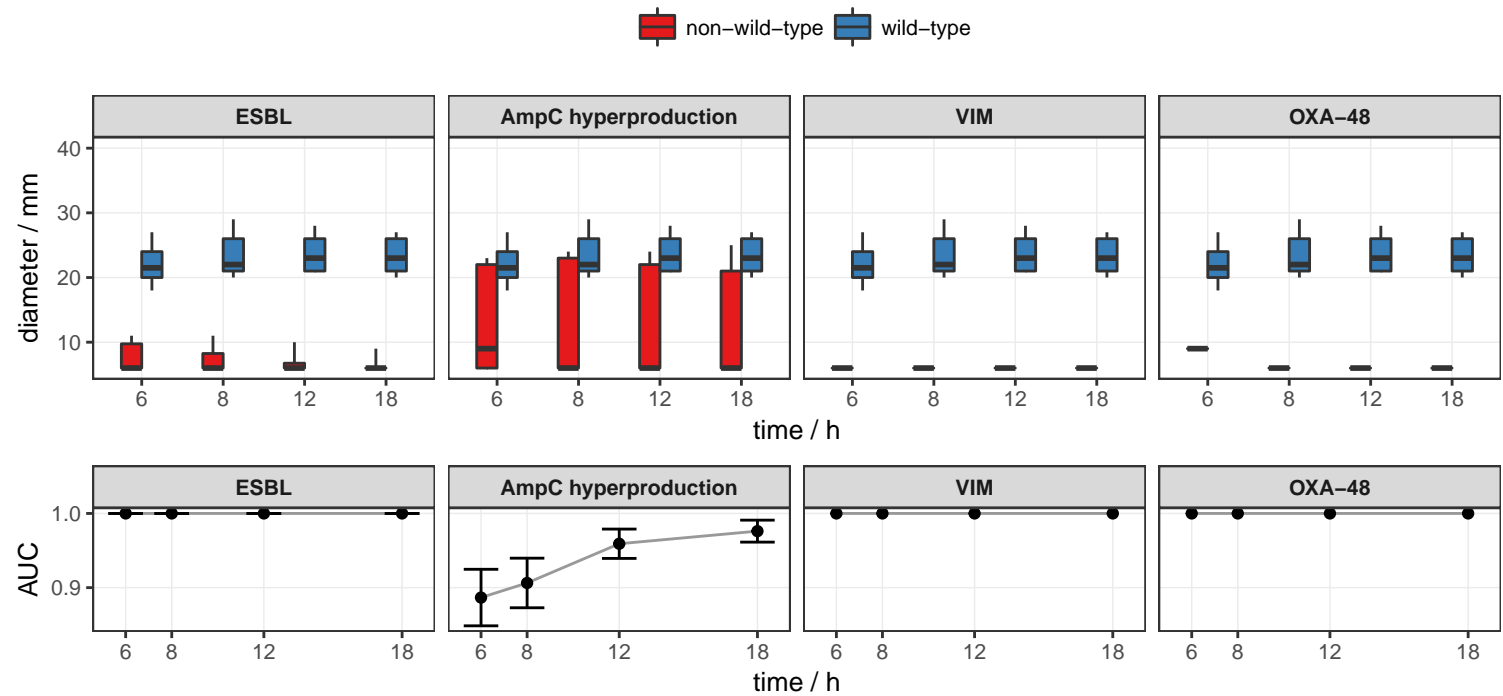 non−wild−type wild−type
ESBL AmpC hyperproduction VIM OXA−48
diameter / mm
40
30
20
10
6 8 12 18 6 8 12 18 6 8 12 18 6 8 12 18
time / h
ESBL AmpC hyperproduction VIM OXA−48
AUC
1.0
0.9
6 8 12 18 6 8 12 18 6 8 12 18 6 8 12 18
time / h